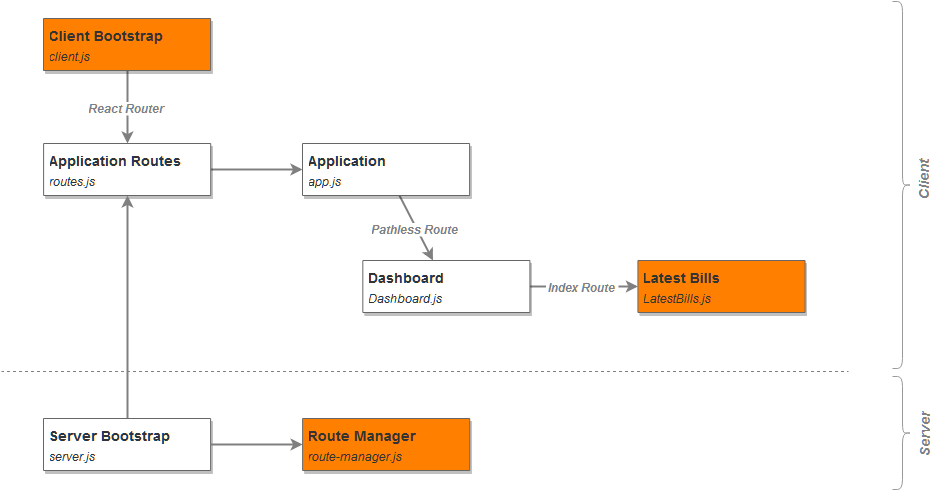 Client Bootstrap
client.js
React Router
Application Routes
routes.js
Application
app.js
Pathless Route
Dashboard
Dashboard.js
Index Route
Latest Bills
LatestBills.js
Client
Server Bootstrap
server.js
Route Manager
route-manager.js
Server